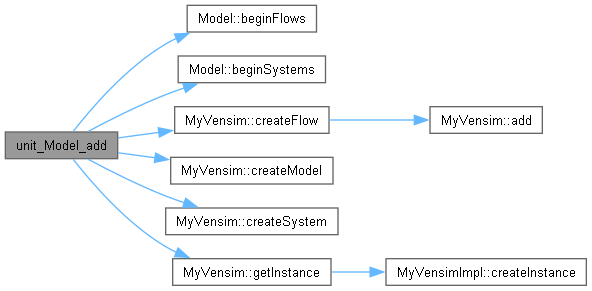 Model::beginFlows
Model::beginSystems
MyVensim::createFlow
MyVensim::add
unit_Model_add
MyVensim::createModel
MyVensim::createSystem
MyVensim::getInstance
MyVensimImpl::createInstance